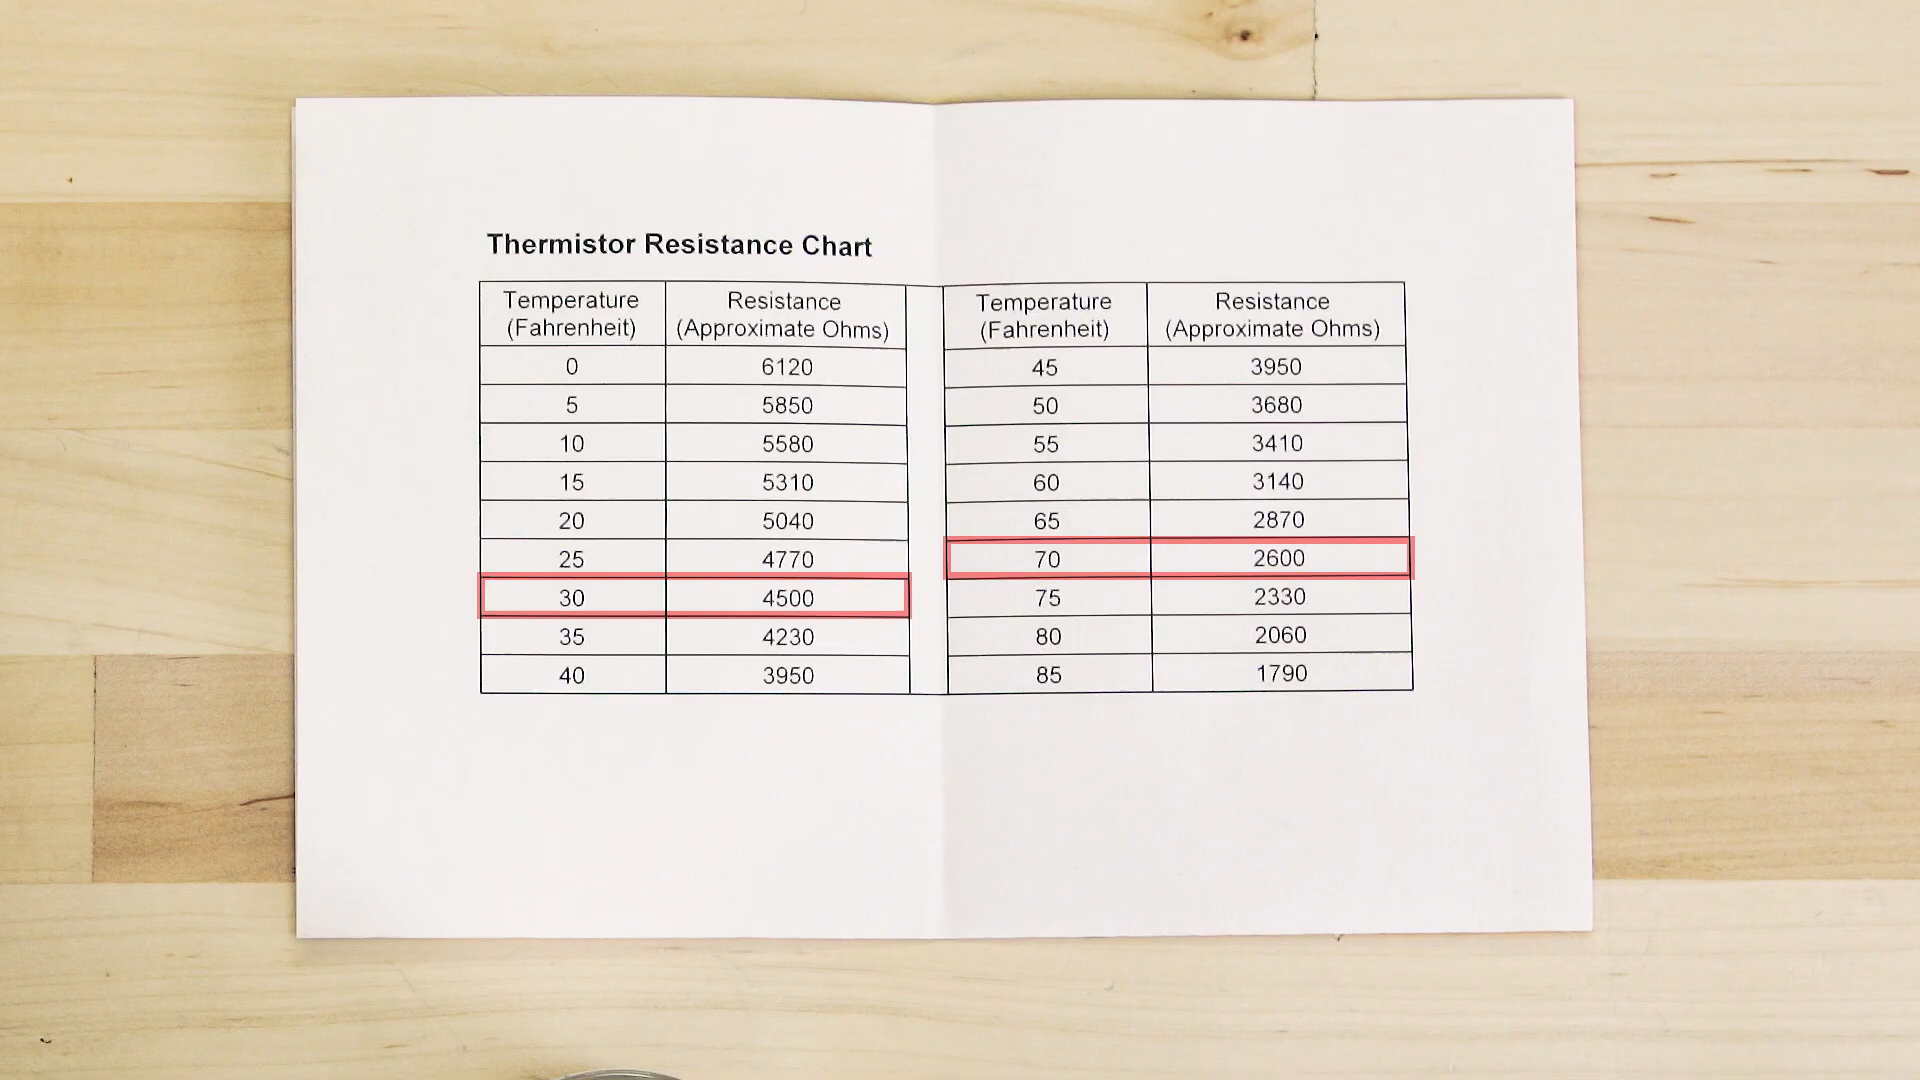 Thermistor Resistance Chart
Temperature (Fahrenheit) Resistance (Approximate Ohms) Temperature (Fahrenheit) Resistance (Approximate Ohms)
0 6120 45 3950
5 5850 50 3680
10 5580 55 3410
15 5310 60 3140
20 5040 65 2870
25 4770 70 2600
30 4500 75 2330
35 4230 80 2060
40 3950 85 1790